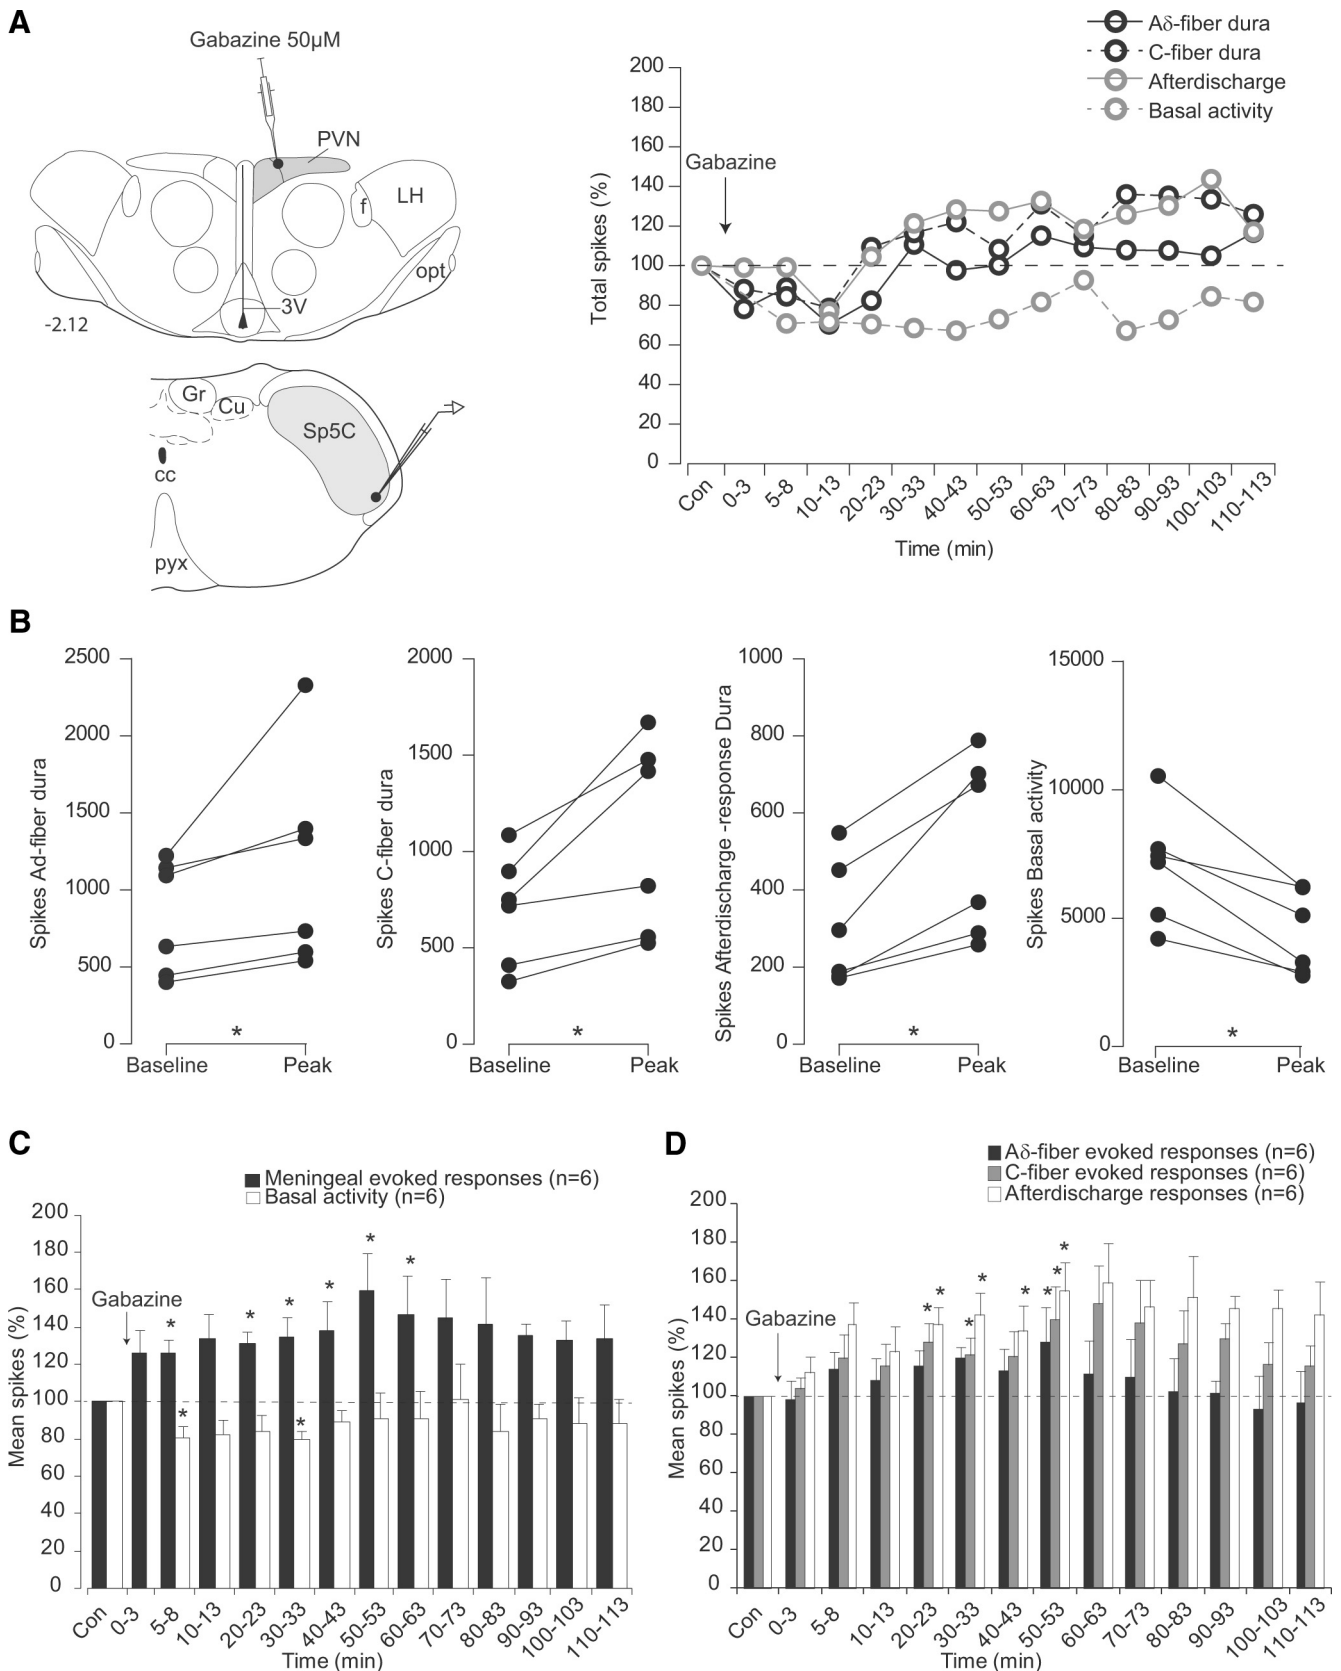 A
Gabazine 50µM
PVN
LH
f
opt
3V
-2.12
Gr
Cu
Sp5C
cc
pyx
Aδ-fiber dura
C-fiber dura
Afterdischarge
Basal activity
Gabazine
Total spikes (%)
200
180
160
140
120
100
80
60
40
20
0
Con
0-3
5-8
10-13
20-23
30-33
40-43
50-53
60-63
70-73
80-83
90-93
100-103
110-113
Time (min)
B
Spikes Ad-fiber dura
2500
2000
1500
1000
500
0
*
Baseline
Peak
Spikes C-fiber dura
2000
1500
1000
500
0
*
Baseline
Peak
Spikes Afterdischarge -response Dura
1000
800
600
400
200
0
*
Baseline
Peak
Spikes Basal activity
15000
10000
5000
0
*
Baseline
Peak
C
Meningeal evoked responses (n=6)
Basal activity (n=6)
Gabazine
Mean spikes (%)
200
180
160
140
120
100
80
60
40
20
0
* * * * * *
* *
Con
0-3
5-8
10-13
20-23
30-33
40-43
50-53
60-63
70-73
80-83
90-93
100-103
110-113
Time (min)
D
Aδ-fiber evoked responses (n=6)
C-fiber evoked responses (n=6)
Afterdischarge responses (n=6)
Gabazine
Mean spikes (%)
200
180
160
140
120
100
80
60
40
20
0
* * * * * * * * *
Con
0-3
5-8
10-13
20-23
30-33
40-43
50-53
60-63
70-73
80-83
90-93
100-103
110-113
Time (min)